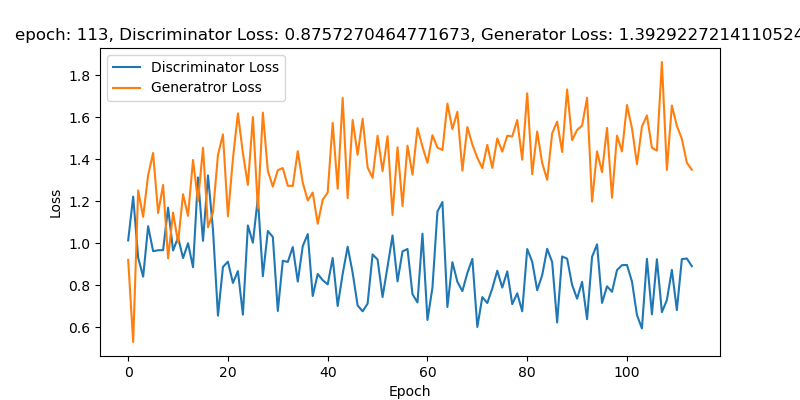 epoch: 113, Discriminator Loss: 0.8757270464771673, Generator Loss: 1.3929227214110524
Discriminator Loss
Generatror Loss
1.8
1.6
1.4
1.2
1.0
0.8
0.6
Loss
0 20 40 60 80 100
Epoch